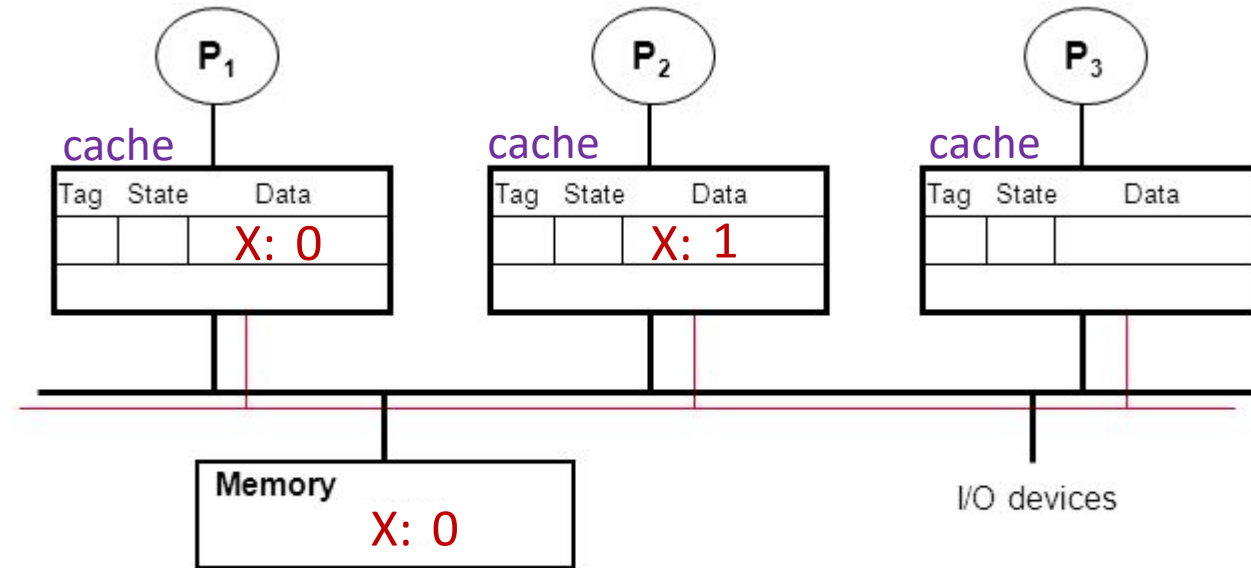 P1 P2 P3
cache cache cache
Tag State Data Tag State Data Tag State Data
X: 0 X: 1
Memory
I/O devices
X: 0